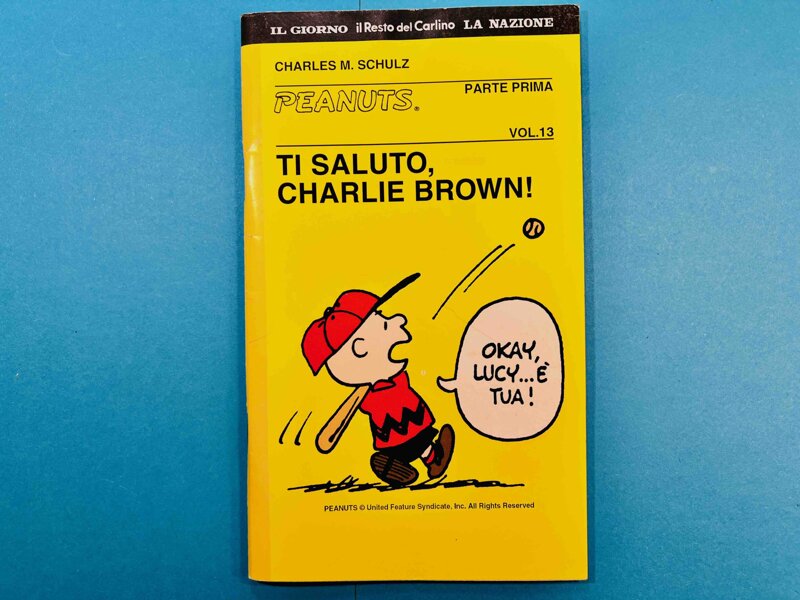 IL GIORNO il Resto del Carlino LA NAZIONE
CHARLES M. SCHULZ
PEANUTS®
PARTE PRIMA
VOL.13
TI SALUTO,
CHARLIE BROWN!
OKAY,
LUCY...È
TUA!
PEANUTS © United Feature Syndicate, Inc. All Rights Reserved